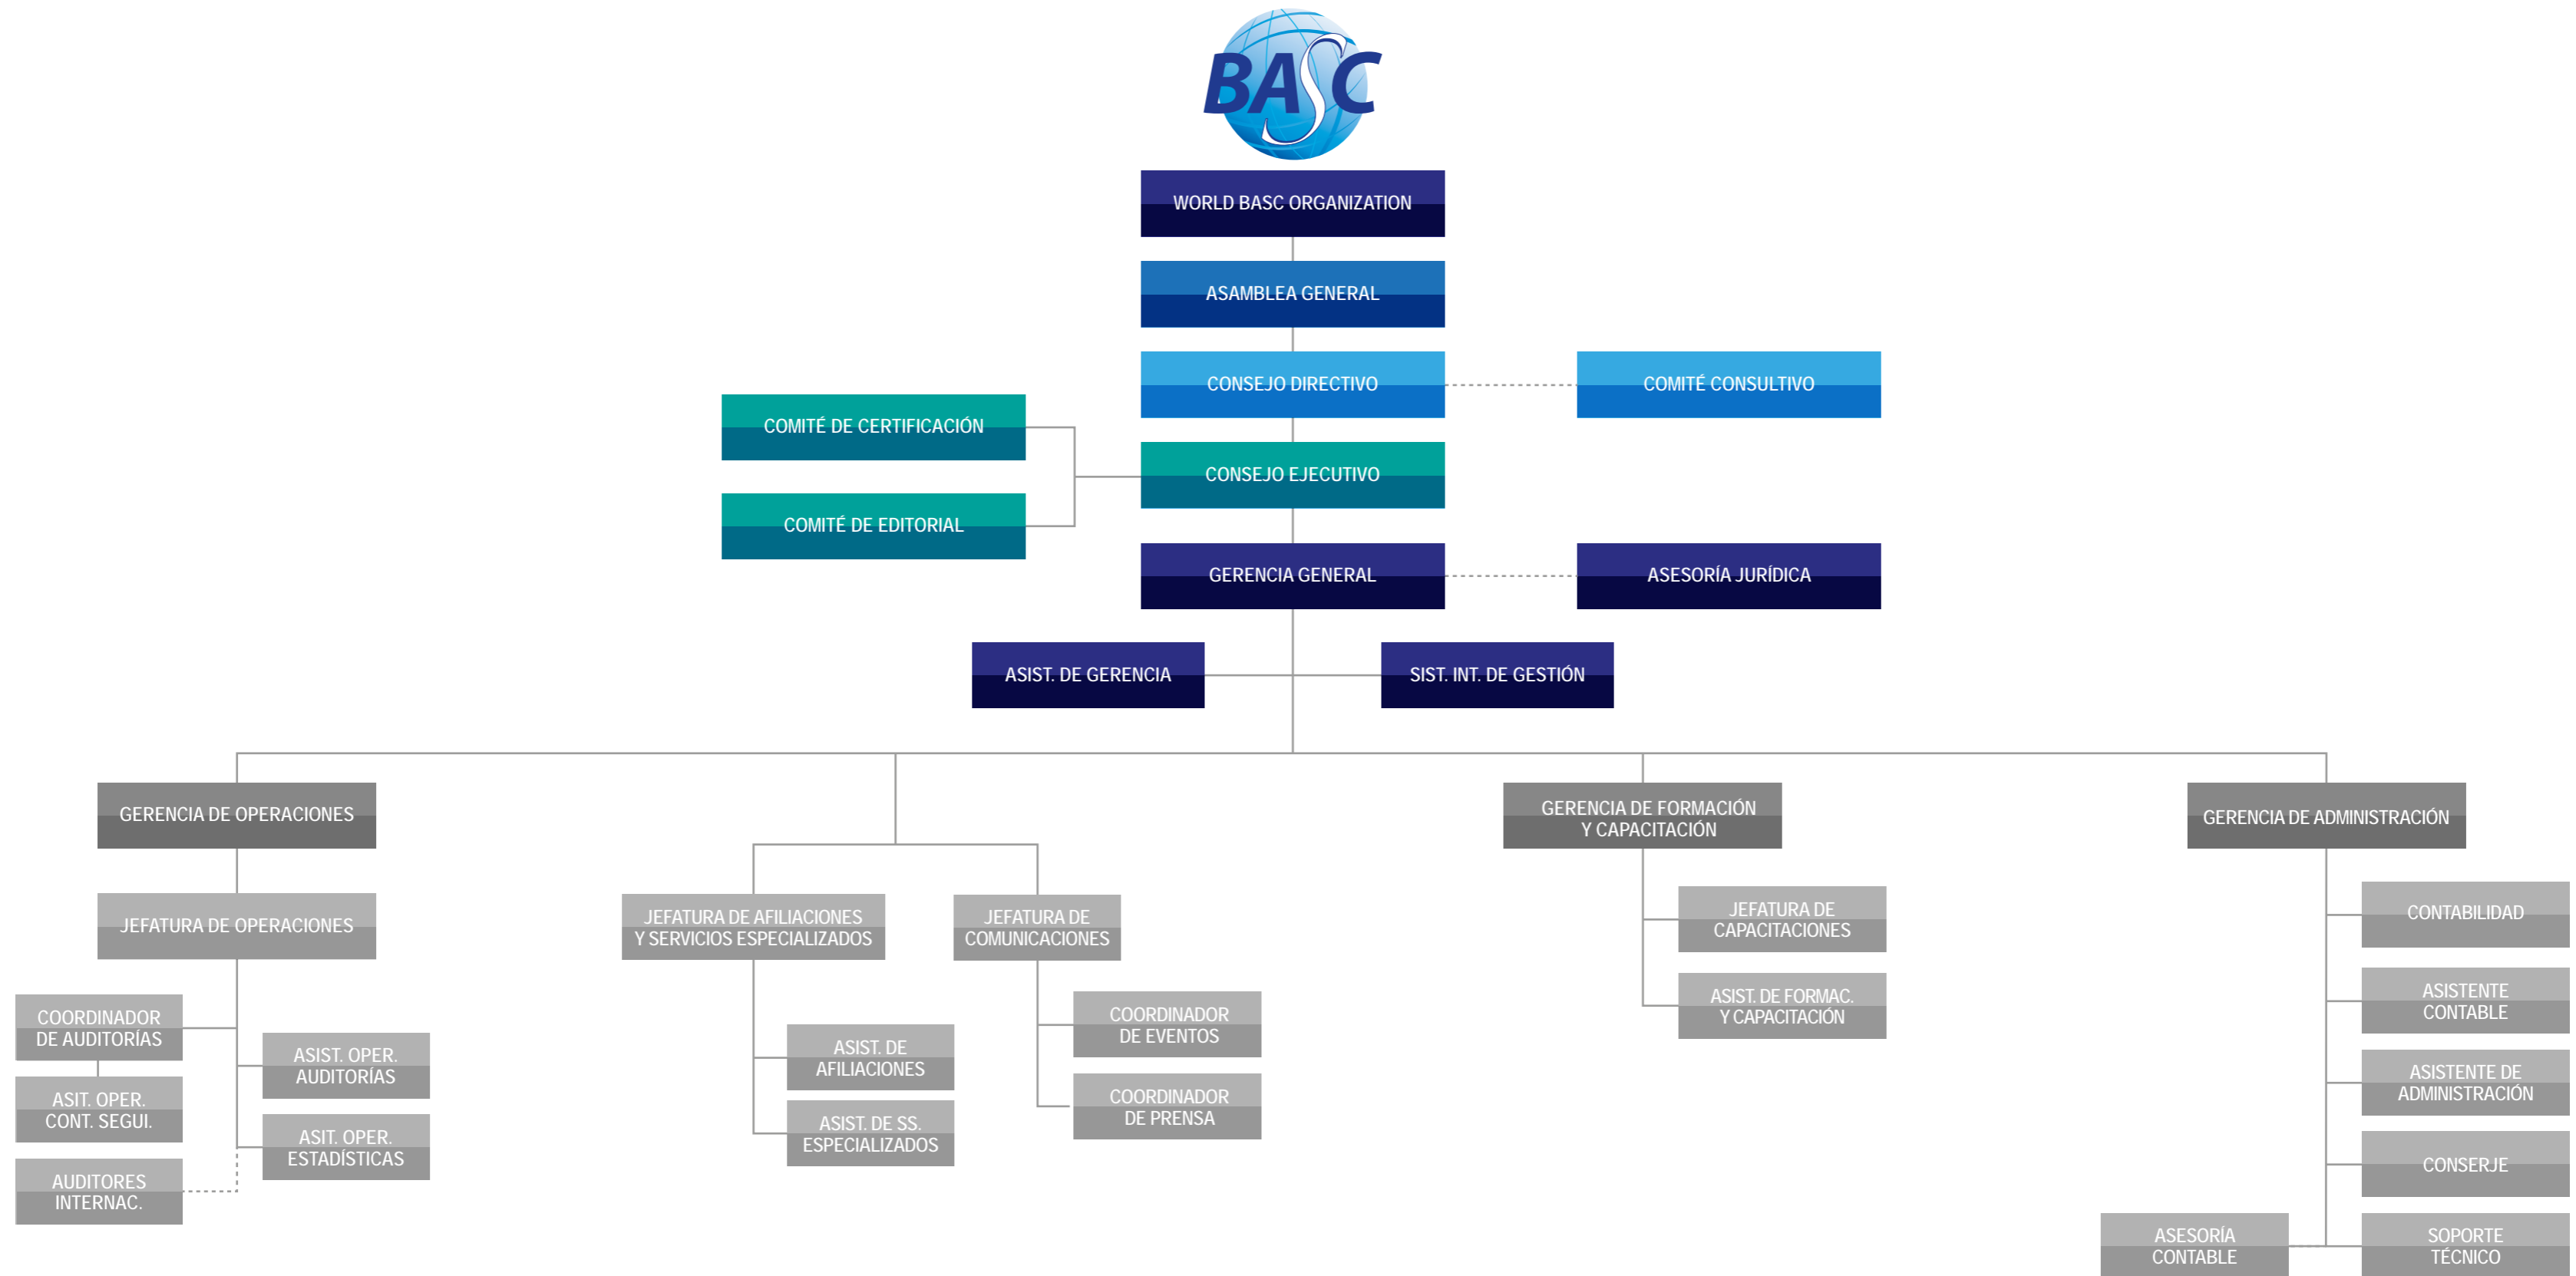 BASC
WORLD BASC ORGANIZATION
ASAMBLEA GENERAL
CONSEJO DIRECTIVO
COMITÉ CONSULTIVO
COMITÉ DE CERTIFICACIÓN
CONSEJO EJECUTIVO
COMITÉ DE EDITORIAL
GERENCIA GENERAL
ASESORÍA JURÍDICA
ASIST. DE GERENCIA
SIST. INT. DE GESTIÓN
GERENCIA DE OPERACIONES
JEFATURA DE OPERACIONES
COORDINADOR
DE AUDITORÍAS
ASIT. OPER.
CONT. SEGUI.
AUDITORES
INTERNAC.
ASIST. OPER.
AUDITORÍAS
ASIT. OPER.
ESTADÍSTICAS
JEFATURA DE AFILIACIONES
Y SERVICIOS ESPECIALIZADOS
ASIST. DE
AFILIACIONES
ASIST. DE SS.
ESPECIALIZADOS
JEFATURA DE
COMUNICACIONES
COORDINADOR
DE EVENTOS
COORDINADOR
DE PRENSA
GERENCIA DE FORMACIÓN
Y CAPACITACIÓN
JEFATURA DE
CAPACITACIONES
ASIST. DE FORMAC.
Y CAPACITACIÓN
GERENCIA DE ADMINISTRACIÓN
CONTABILIDAD
ASISTENTE
CONTABLE
ASISTENTE DE
ADMINISTRACIÓN
CONSERJE
ASESORÍA
CONTABLE
SOPORTE
TÉCNICO